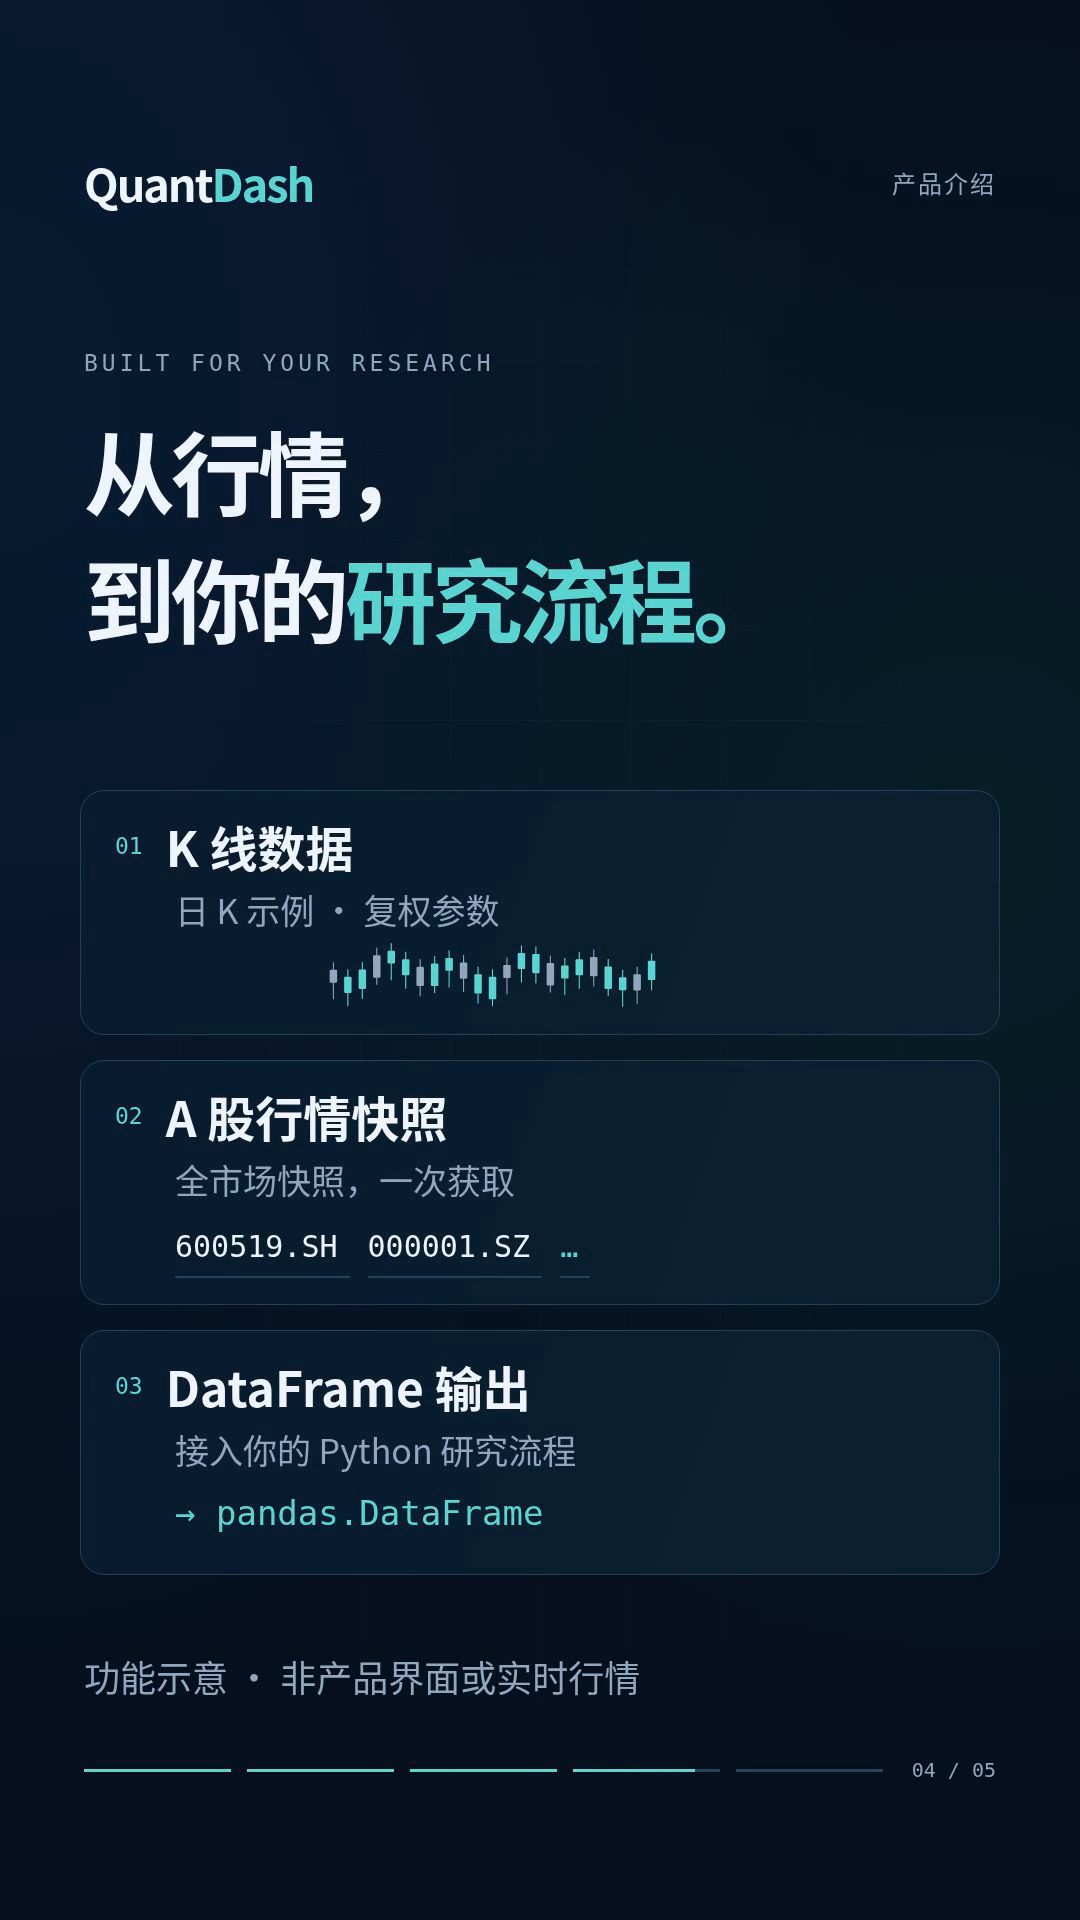 QuantDash
产品介绍
BUILT FOR YOUR RESEARCH
从行情，
到你的研究流程。
01
K 线数据
日 K 示例 · 复权参数
02
A 股行情快照
全市场快照，一次获取
600519.SH 000001.SZ …
03
DataFrame 输出
接入你的 Python 研究流程
→ pandas.DataFrame
功能示意 · 非产品界面或实时行情
04 / 05